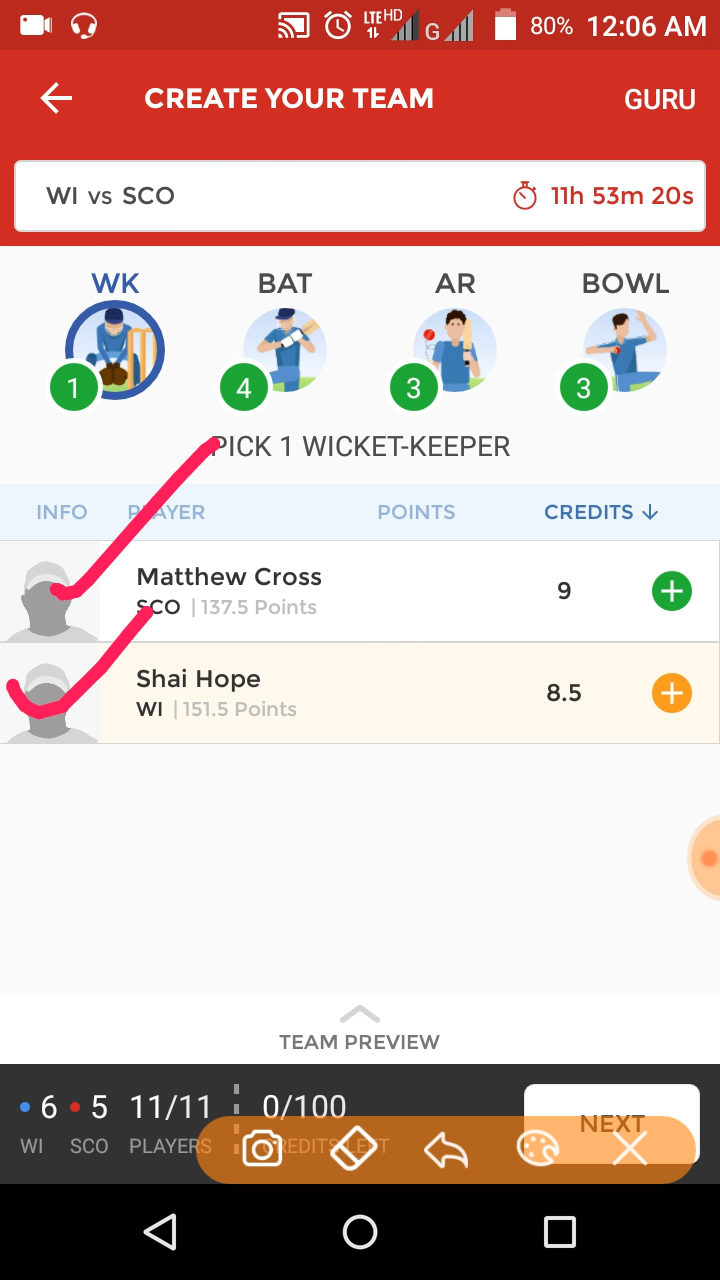 LTE HD G 80% 12:06 AM
CREATE YOUR TEAM GURU
WI vs SCO 11h 53m 20s
WK BAT AR BOWL
1 4 3 3
PICK 1 WICKET-KEEPER
INFO PLAYER POINTS CREDITS
Matthew Cross
SCO | 137.5 Points 9
Shai Hope
WI | 151.5 Points 8.5
TEAM PREVIEW
6 5 11/11 0/100 NEXT
WI SCO PLAYERS CREDITS LEFT